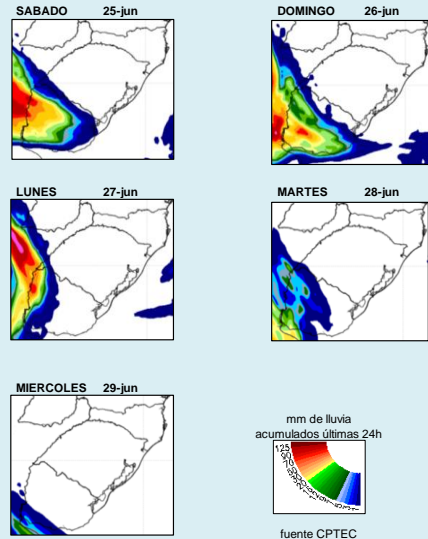 SABADO 25-jun
DOMINGO 26-jun
LUNES 27-jun
MARTES 28-jun
MIERCOLES 29-jun
mm de lluvia
acumulados últimas 24h
fuente CPTEC